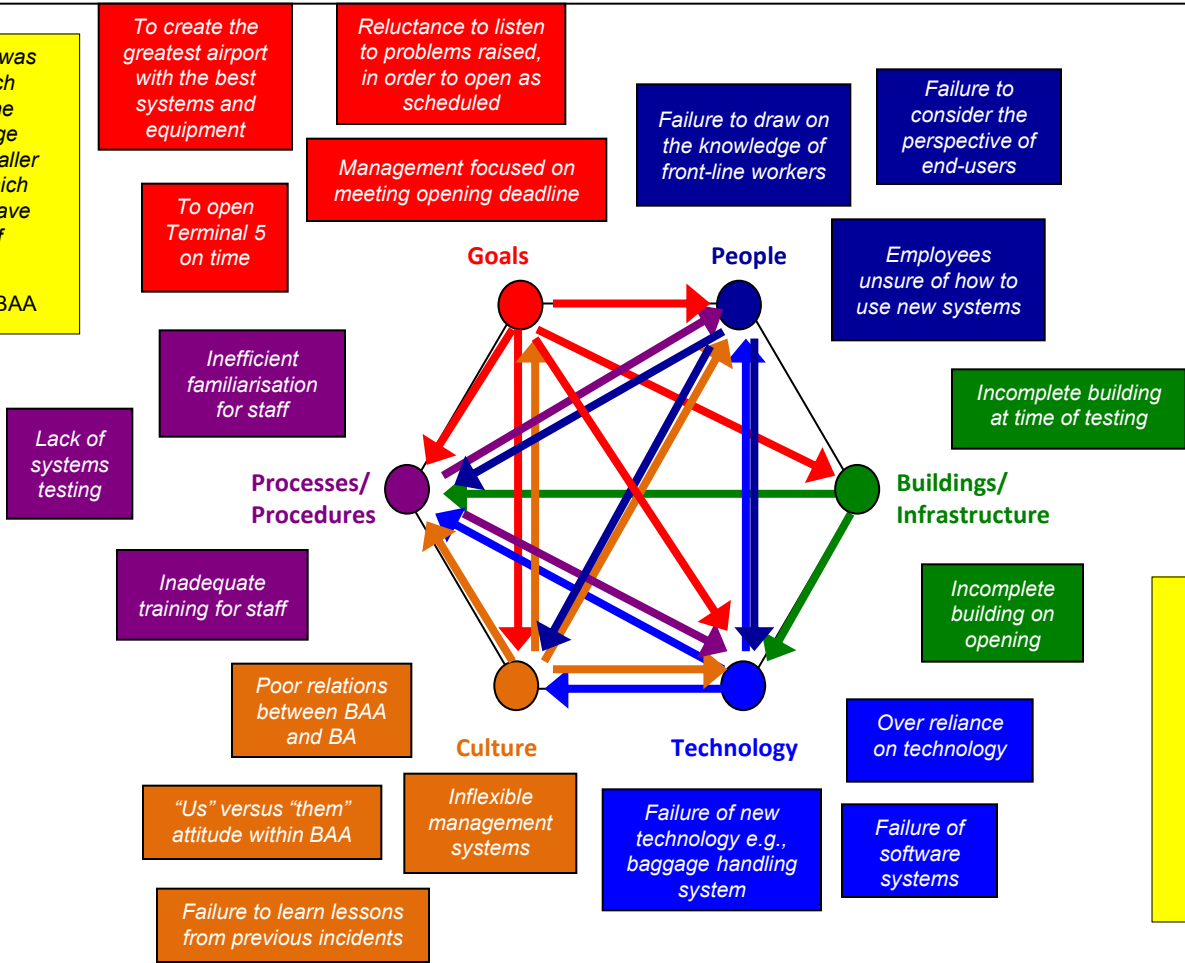 was
ch
ne
ge
aller
hich
ave
f
BAA
To create the
greatest airport
with the best
systems and
equipment
Reluctance to listen
to problems raised,
in order to open as
scheduled
Management focused on
meeting opening deadline
To open
Terminal 5
on time
Failure to draw on
the knowledge of
front-line workers
Failure to
consider the
perspective of
end-users
Employees
unsure of how to
use new systems
Goals
People
Inefficient
familiarisation
for staff
Lack of
systems
testing
Incomplete building
at time of testing
Processes/
Procedures
Buildings/
Infrastructure
Inadequate
training for staff
Incomplete
building on
opening
Poor relations
between BAA
and BA
Culture
Technology
Over reliance
on technology
"Us" versus "them"
attitude within BAA
Inflexible
management
systems
Failure of new
technology e.g.,
baggage handling
system
Failure of
software
systems
Failure to learn lessons
from previous incidents